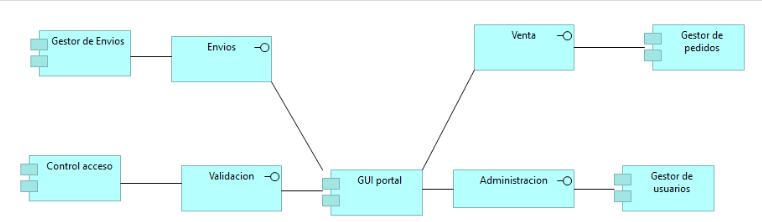 Gestor de Envios
Envios
Venta
Gestor de
pedidos
Control acceso
Validacion
GUI portal
Administracion
Gestor de
usuarios